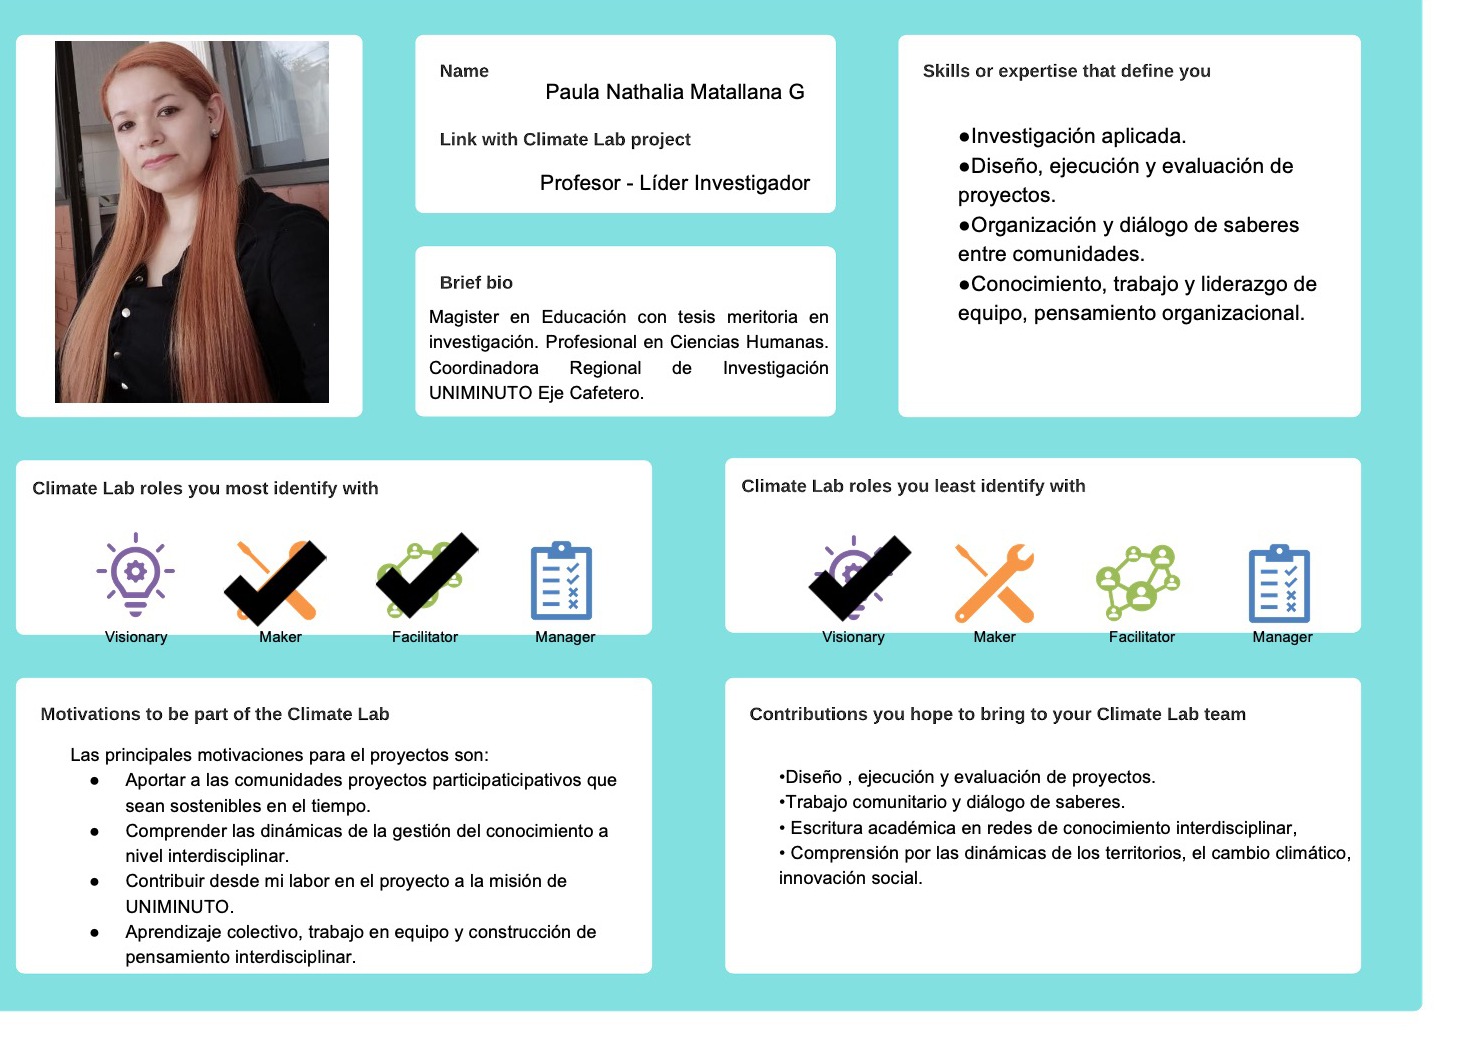 Name
Paula Nathalia Matallana G
Link with Climate Lab project
Profesor - Líder Investigador
Brief bio
Magister en Educación con tesis meritoria en
investigación. Profesional en Ciencias Humanas.
Coordinadora Regional de Investigación
UNIMINUTO Eje Cafetero.
Skills or expertise that define you
●Investigación aplicada.
●Diseño, ejecución y evaluación de
proyectos.
●Organización y diálogo de saberes
entre comunidades.
●Conocimiento, trabajo y liderazgo de
equipo, pensamiento organizacional.
Climate Lab roles you most identify with
Visionary Maker Facilitator Manager
Climate Lab roles you least identify with
Visionary Maker Facilitator Manager
Motivations to be part of the Climate Lab
Las principales motivaciones para el proyectos son:
● Aportar a las comunidades proyectos participaticipativos que
sean sostenibles en el tiempo.
● Comprender las dinámicas de la gestión del conocimiento a
nivel interdisciplinar.
● Contribuir desde mi labor en el proyecto a la misión de
UNIMINUTO.
● Aprendizaje colectivo, trabajo en equipo y construcción de
pensamiento interdisciplinar.
Contributions you hope to bring to your Climate Lab team
•Diseño , ejecución y evaluación de proyectos.
•Trabajo comunitario y diálogo de saberes.
• Escritura académica en redes de conocimiento interdisciplinar,
• Comprensión por las dinámicas de los territorios, el cambio climático,
innovación social.